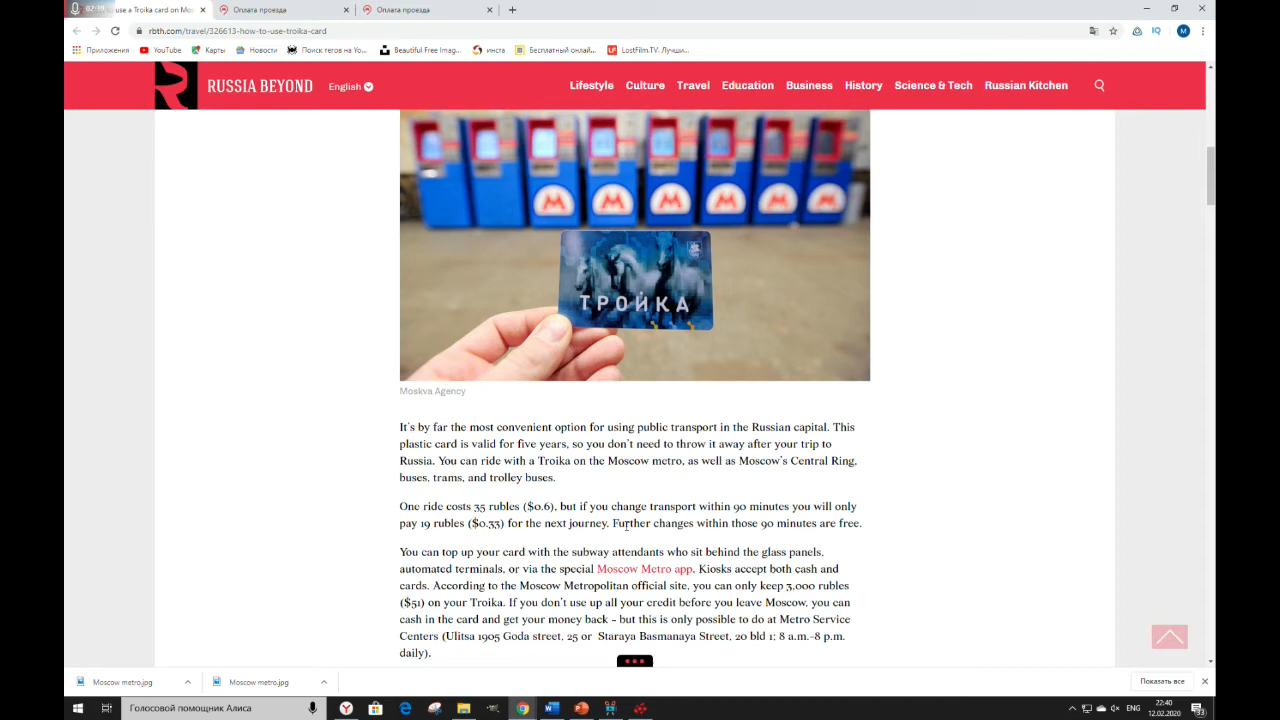 02:19
use a Troika card on Mos
Оплата проезда
Оплата проезда
rbth.com/travel/326613-how-to-use-troika-card
Приложения
YouTube
Карты
Новости
Поиск тегов на Yo...
Beautiful Free Imag...
инста
Бесплатный онлай...
LostFilm.TV. Лучши...
RUSSIA BEYOND
English
Lifestyle Culture Travel Education Business History Science & Tech Russian Kitchen
ТРОЙКА
Moskva Agency
It's by far the most convenient option for using public transport in the Russian capital. This
plastic card is valid for five years, so you don't need to throw it away after your trip to
Russia. You can ride with a Troika on the Moscow metro, as well as Moscow's Central Ring,
buses, trams, and trolley buses.
One ride costs 35 rubles ($0.6), but if you change transport within 90 minutes you will only
pay 19 rubles ($0.33) for the next journey. Further changes within those 90 minutes are free.
You can top up your card with the subway attendants who sit behind the glass panels,
automated terminals, or via the special Moscow Metro app. Kiosks accept both cash and
cards. According to the Moscow Metropolitan official site, you can only keep 3,000 rubles
($51) on your Troika. If you don't use up all your credit before you leave Moscow, you can
cash in the card and get your money back – but this is only possible to do at Metro Service
Centers (Ulitsa 1905 Goda street, 25 or Staraya Basmanaya Street, 20 bld 1; 8 a.m.-8 p.m.
daily).
Moscow metro.jpg
Moscow metro.jpg
Показать все
Голосовой помощник Алиса
ENG
22:40
12.02.2020